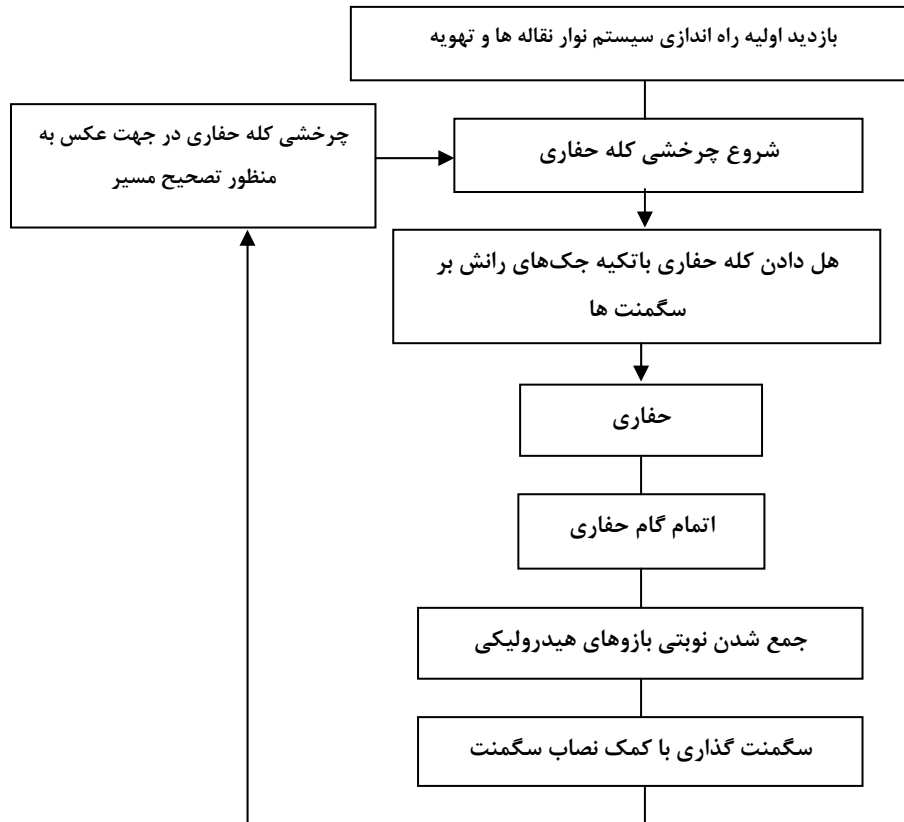 بازدید اولیه راه اندازی سیستم نوار نقاله ها و تهویه
چرخشی کله حفاری در جهت عکس به
منظور تصحیح مسیر
شروع چرخشی کله حفاری
هل دادن کله حفاری باتکیه جک‌های رانش بر
سگمنت ها
حفاری
اتمام گام حفاری
جمع شدن نوبتی بازوهای هیدرولیکی
سگمنت گذاری با کمک نصاب سگمنت